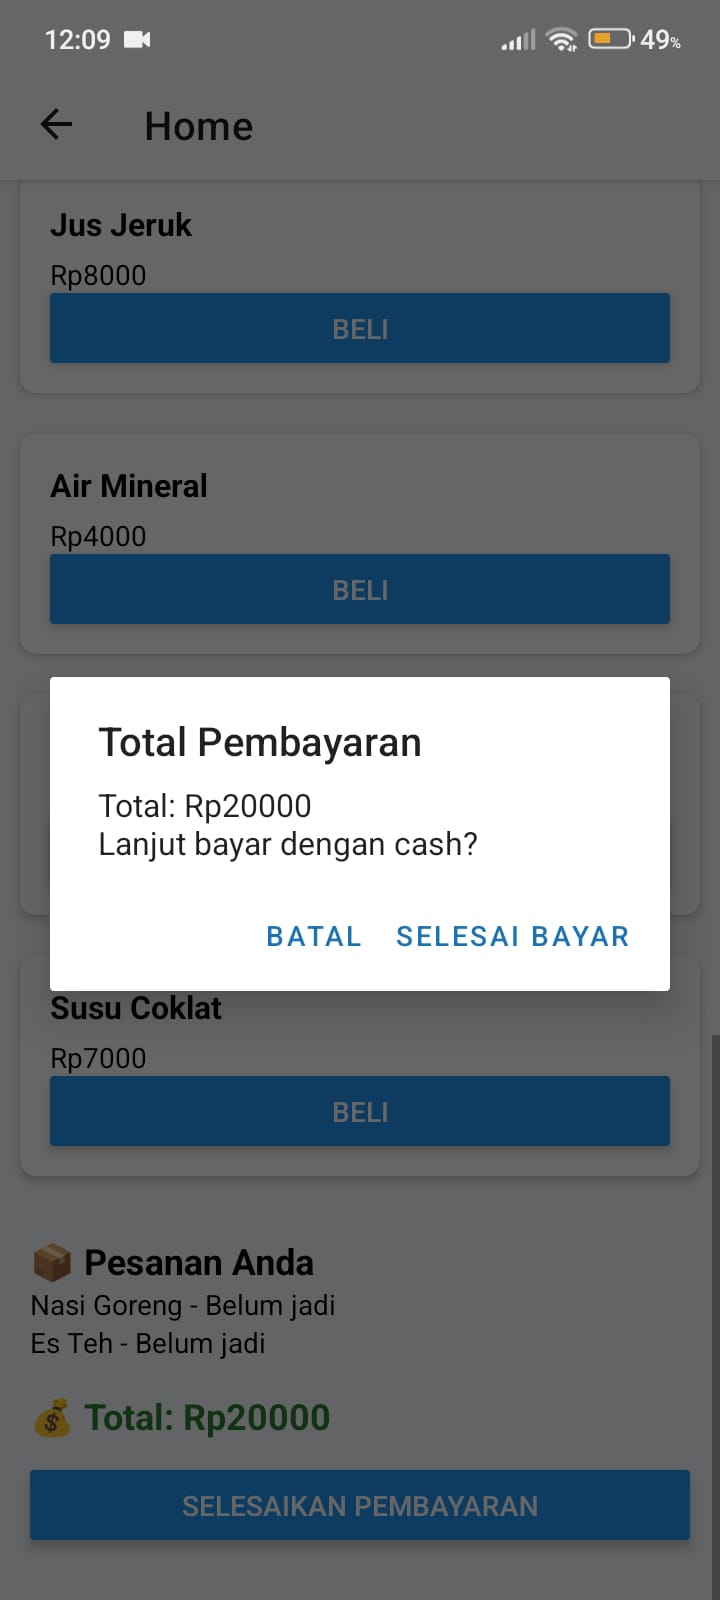 12:09
49%
Home
Jus Jeruk
Rp8000
BELI
Air Mineral
Rp4000
BELI
Total Pembayaran
Total: Rp20000
Lanjut bayar dengan cash?
BATAL SELESAI BAYAR
Susu Coklat
Rp7000
BELI
Pesanan Anda
Nasi Goreng - Belum jadi
Es Teh - Belum jadi
Total: Rp20000
SELESAIKAN PEMBAYARAN